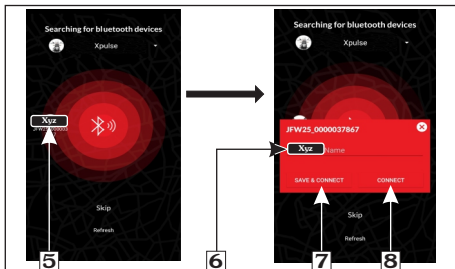 Searching for bluetooth devices
Xpulse
Xyz
Skip
Refresh
5
Searching for bluetooth devices
Xpulse
JFW25_0000037867
Xyz Name
SAVE & CONNECT CONNECT
Skip
Refresh
6 7 8